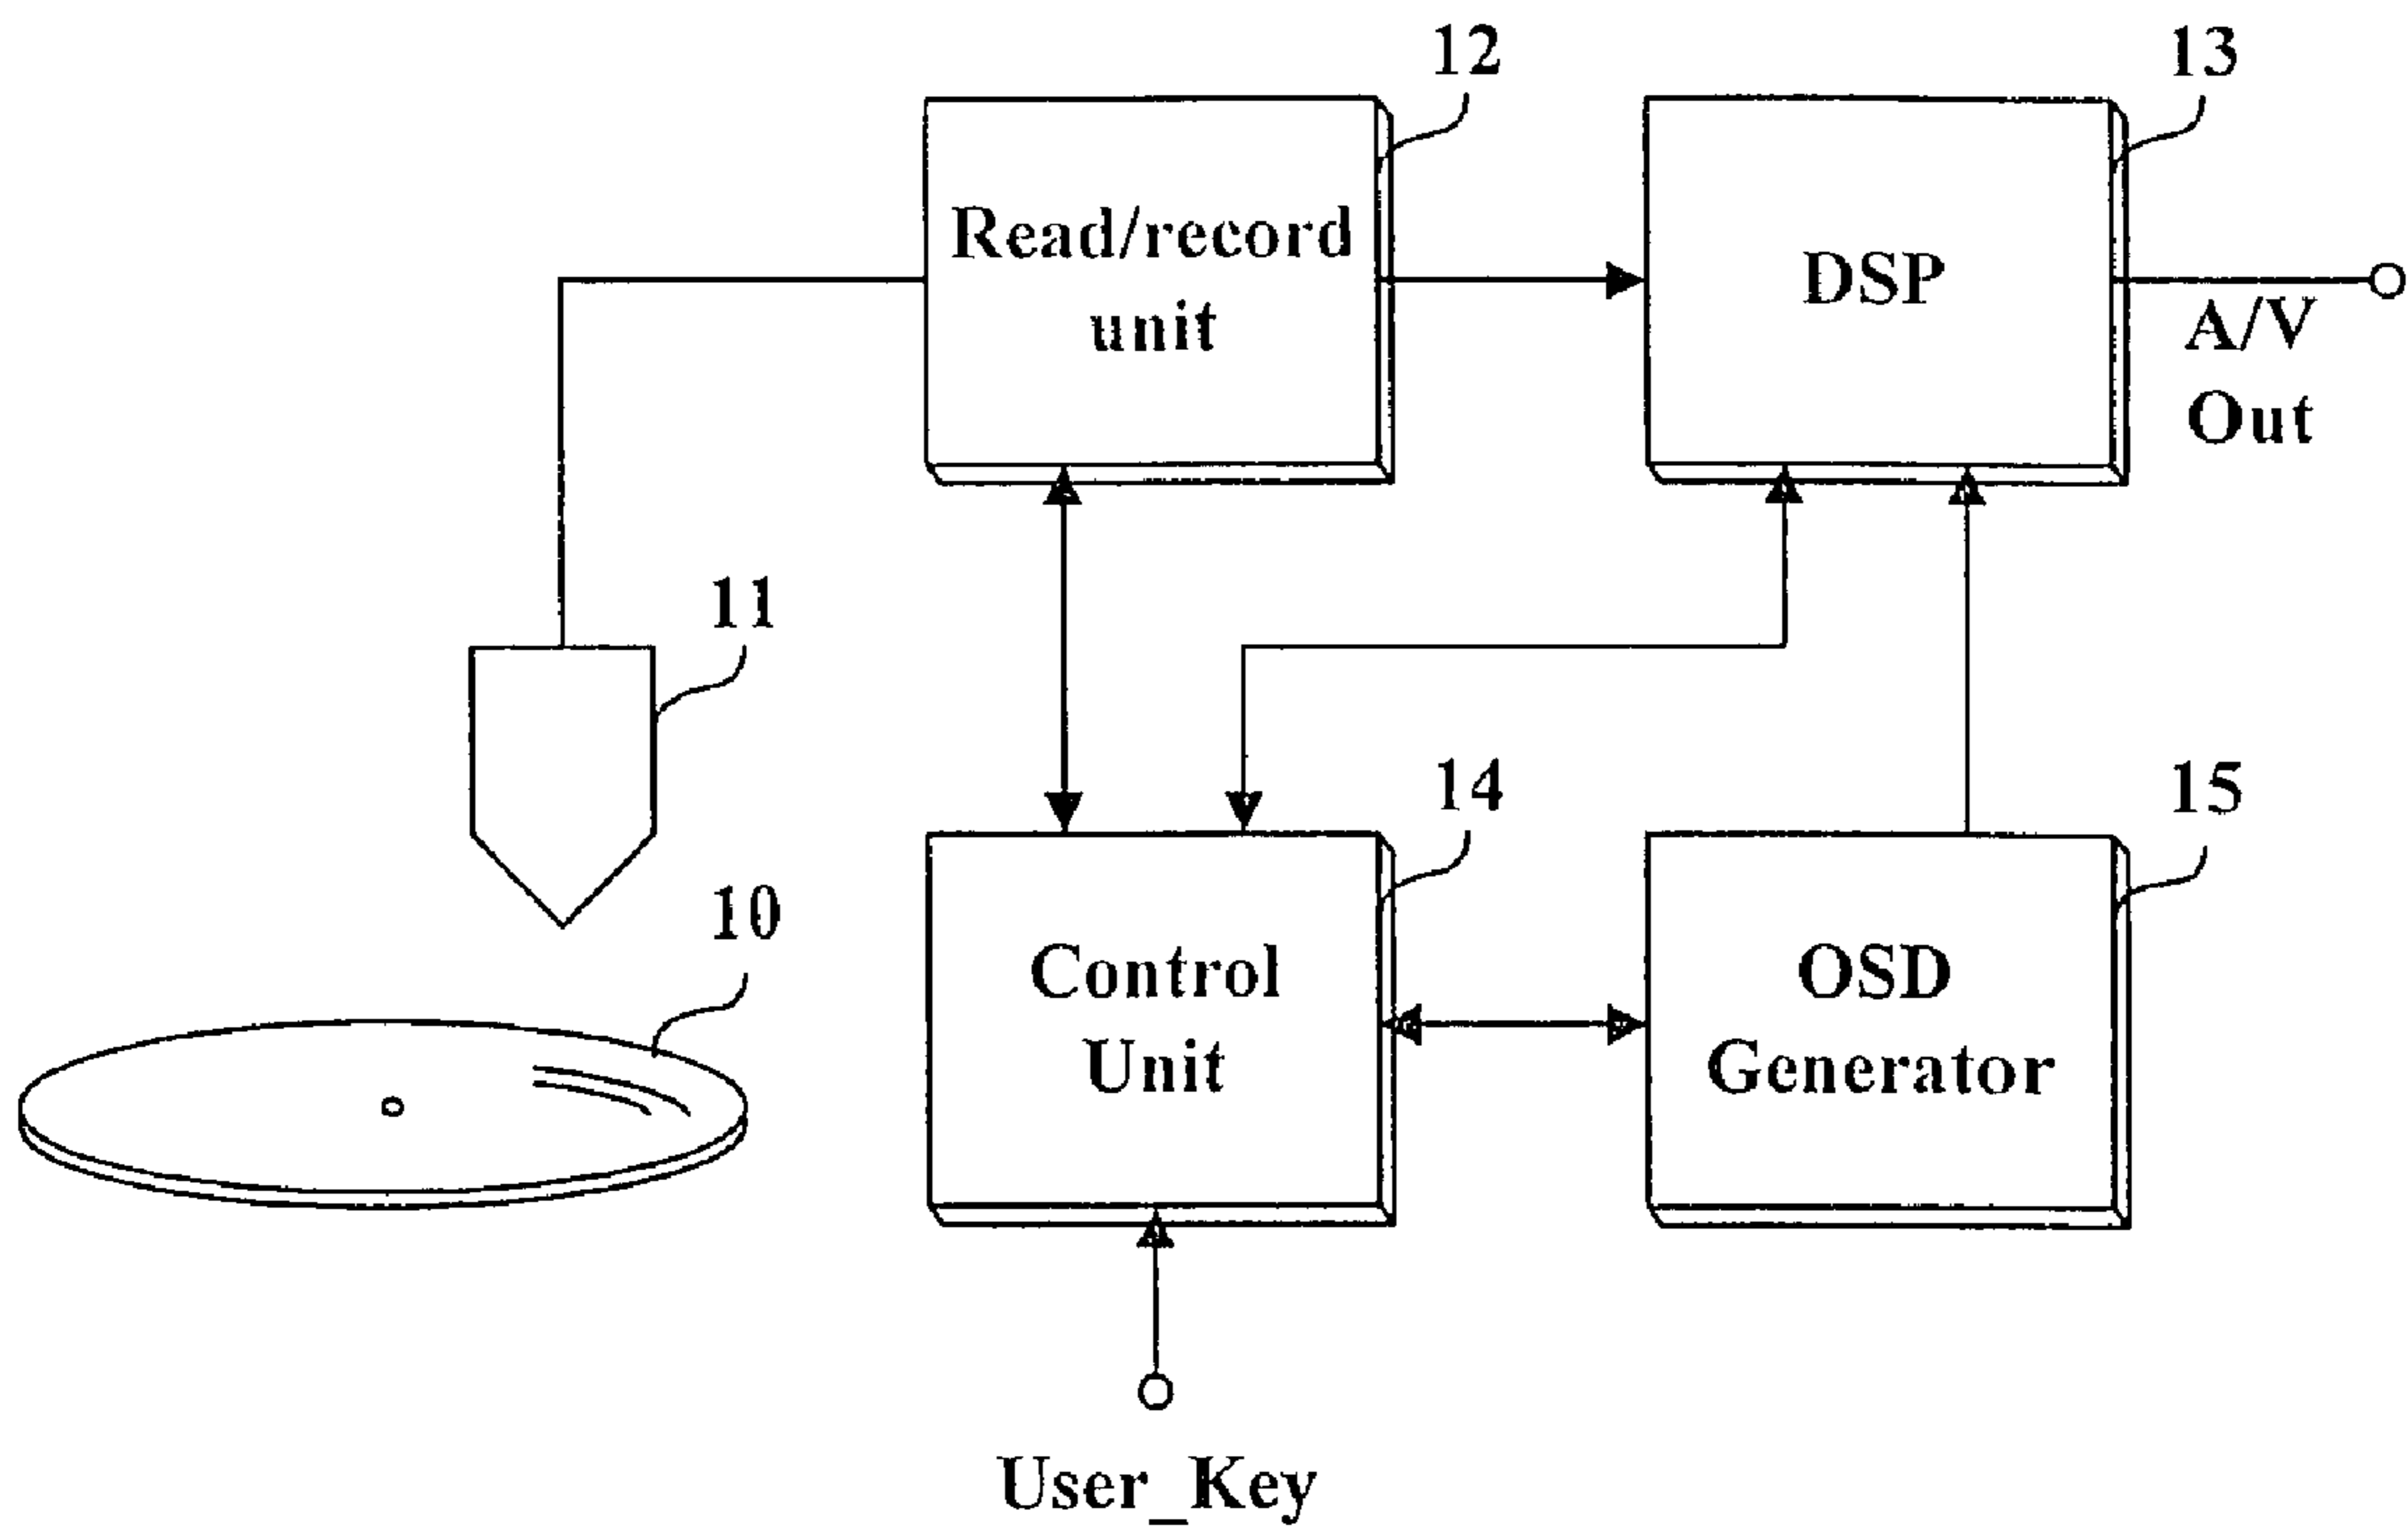 12
13
Read/record
unit
DSP
A/V
Out
11
14
15
10
Control
Unit
OSD
Generator
User_Key